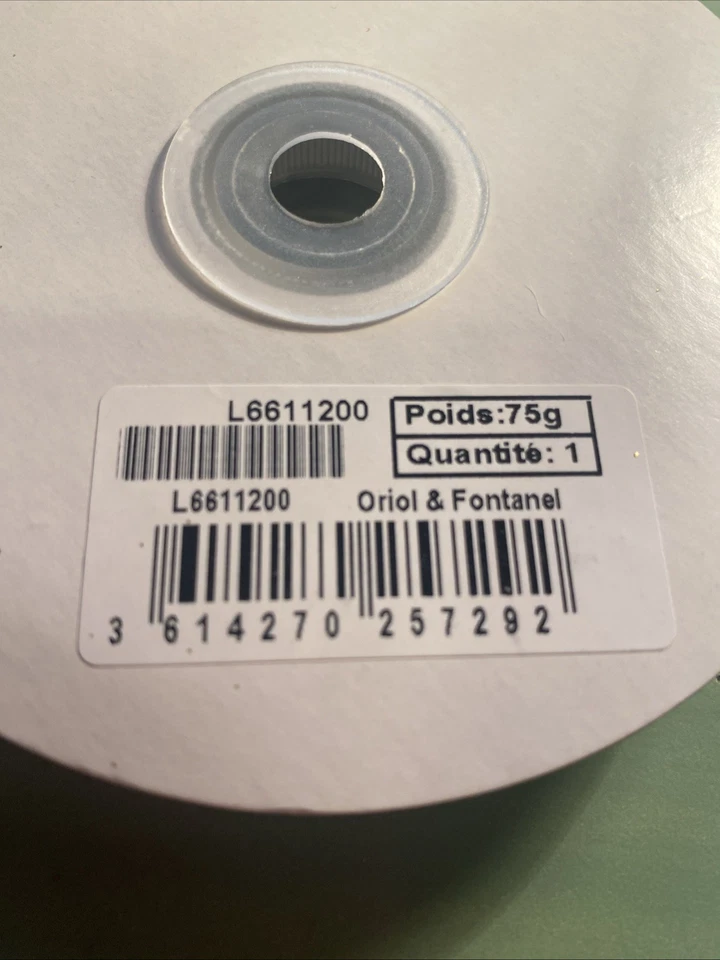 L6611200
Poids:75g
Quantité: 1
L6611200 Oriol & Fontanel
3 614270 257292